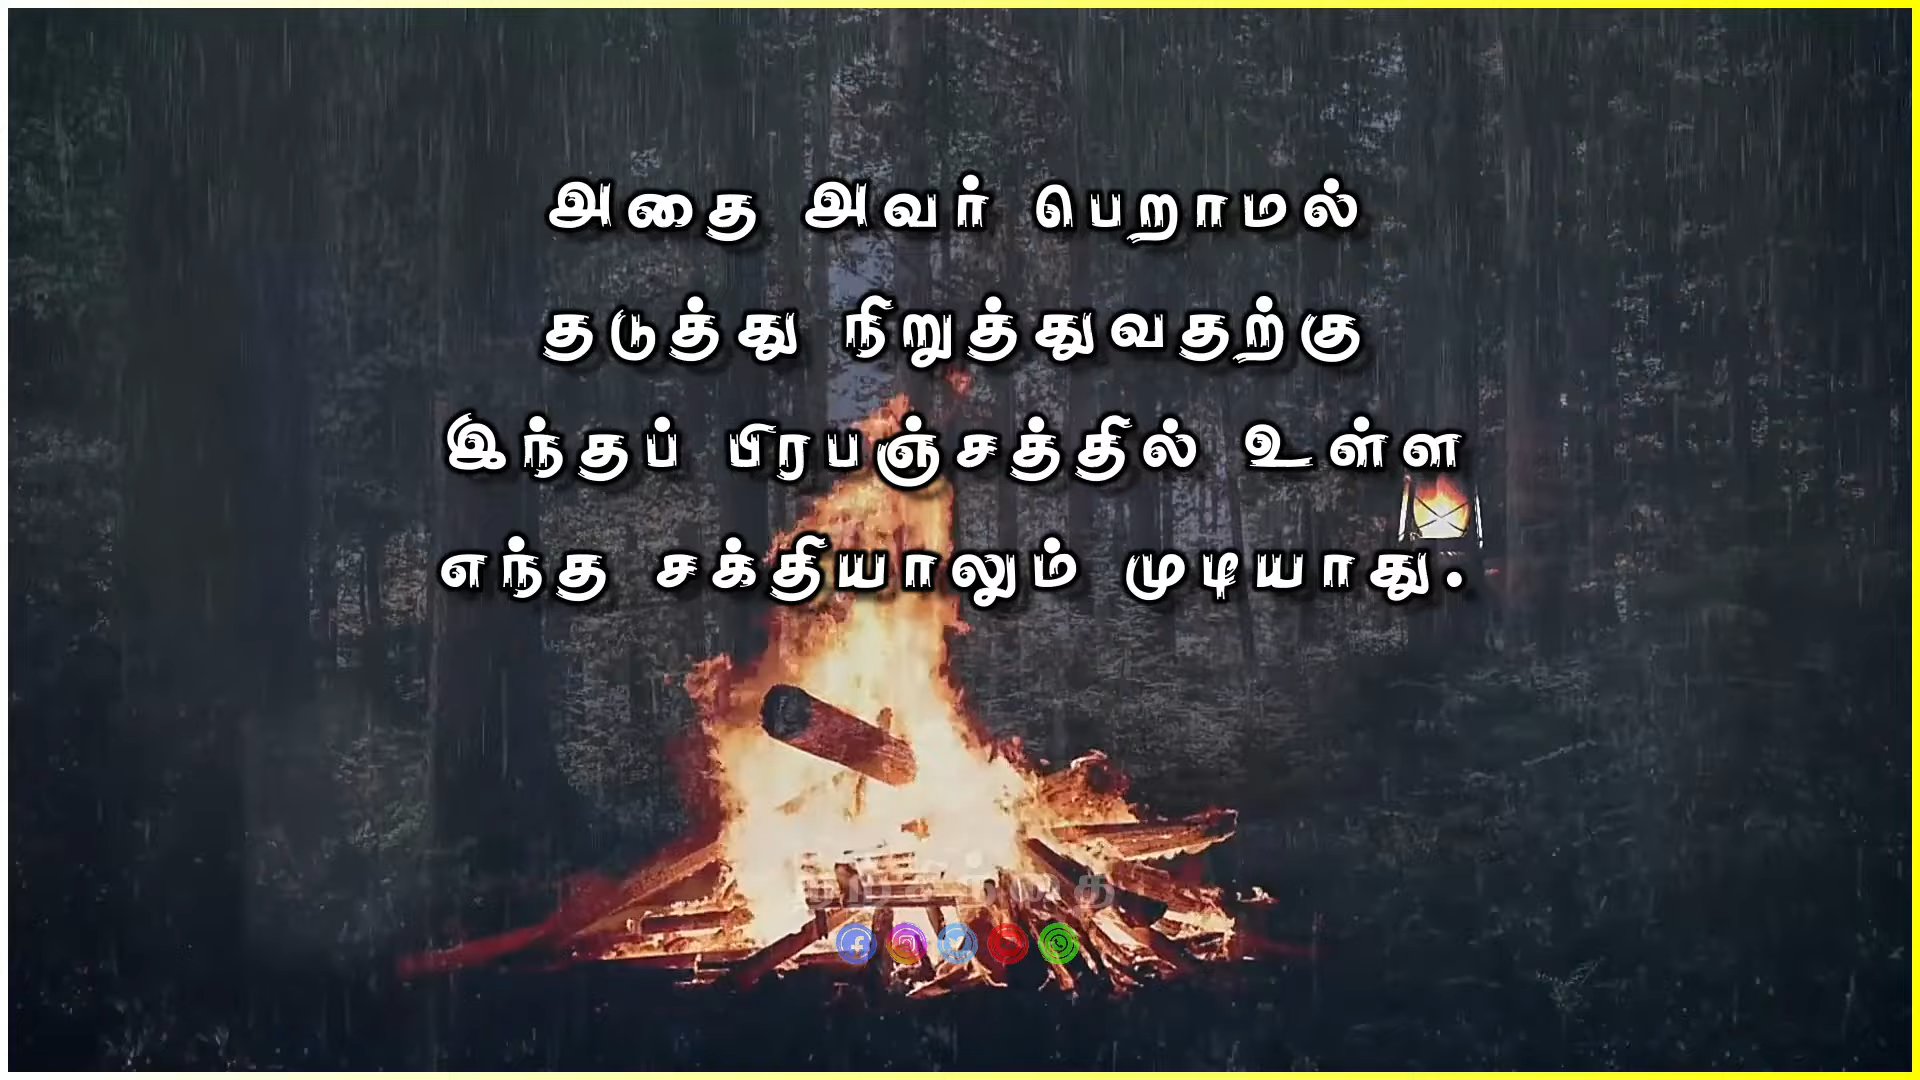 அதை அவர் பெறாமல்
தடுத்து நிறுத்துவதற்கு
இந்தப் பிரபஞ்சத்தில் உள்ள
எந்த சக்தியாலும் முடியாது.